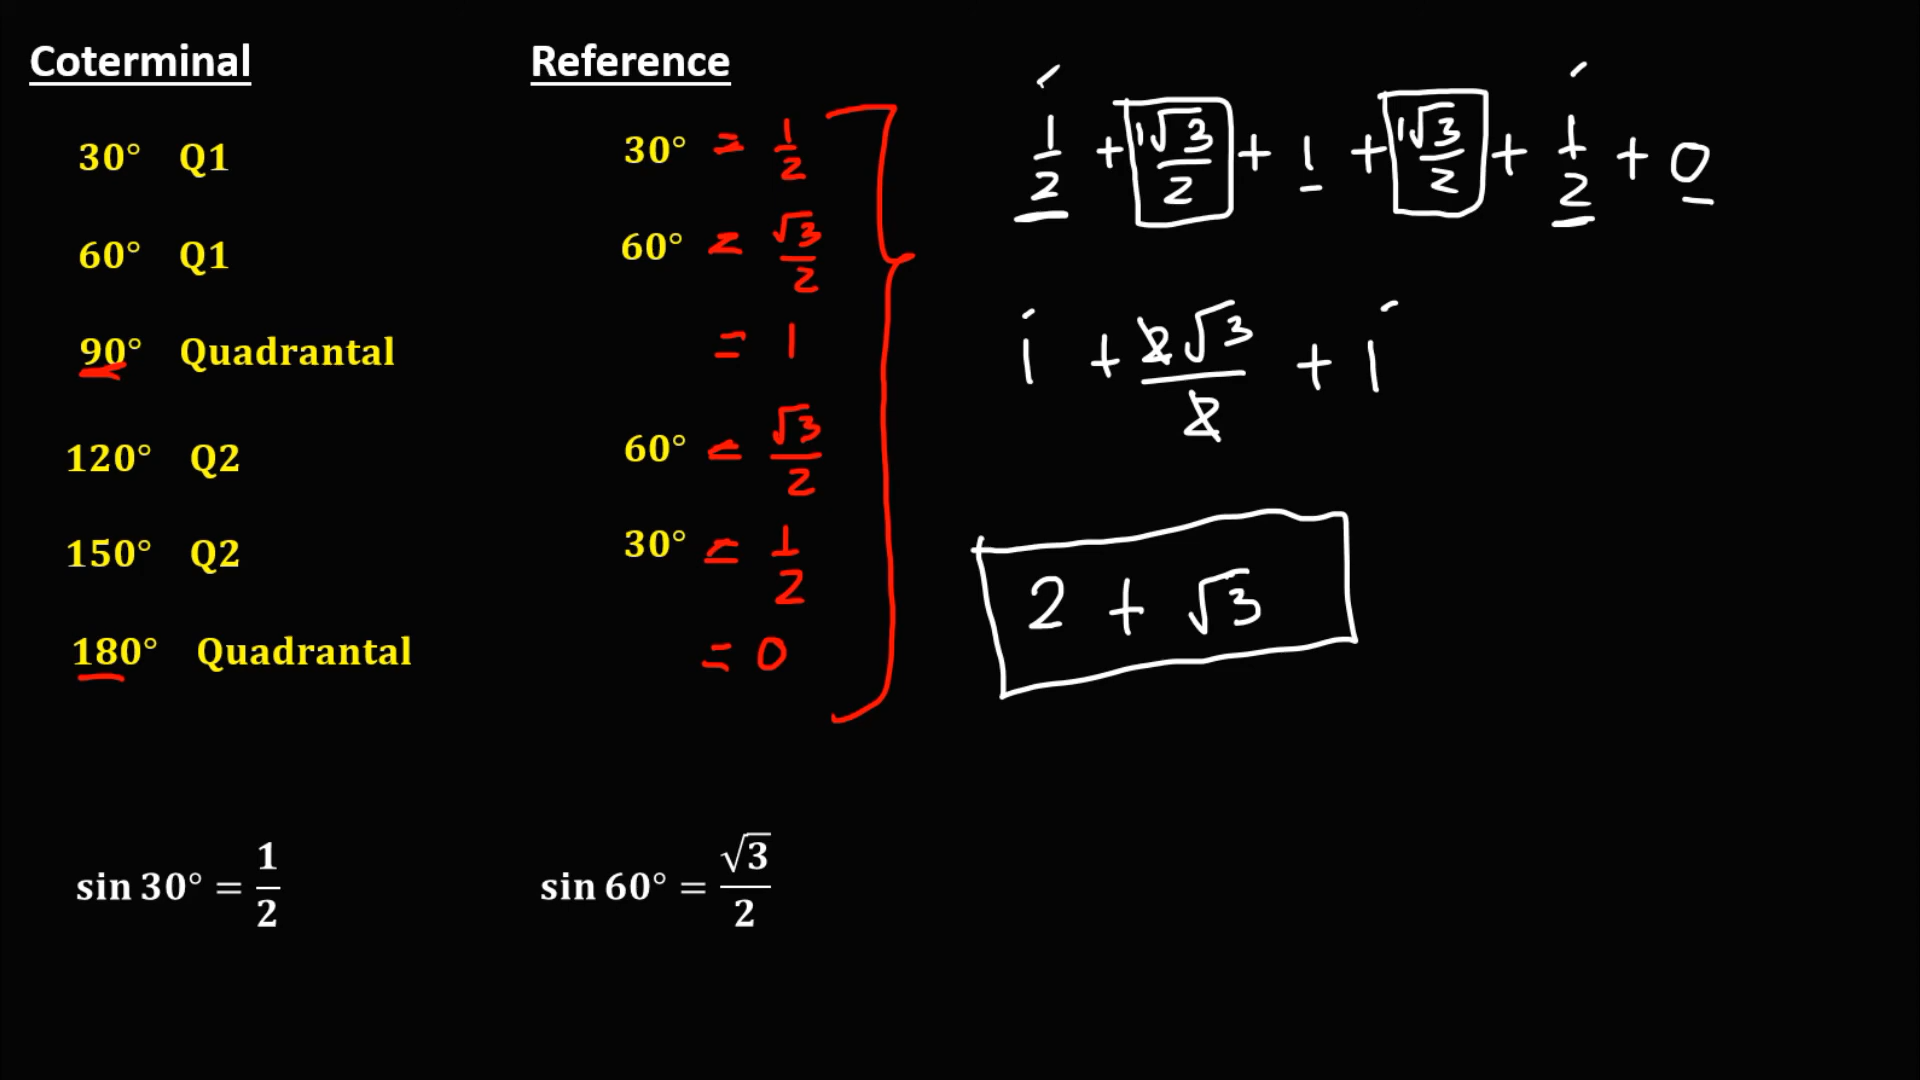 Coterminal
Reference
30° Q1
30° = 1/2
60° Q1
60° = √3/2
90° Quadrantal
= 1
120° Q2
60° = √3/2
150° Q2
30° = 1/2
180° Quadrantal
= 0
1/2 + 1√3/2 + 1 + 1√3/2 + 1/2 + 0
1 + 2√3/2 + 1
2 + √3
sin 30° = 1/2
sin 60° = √3/2